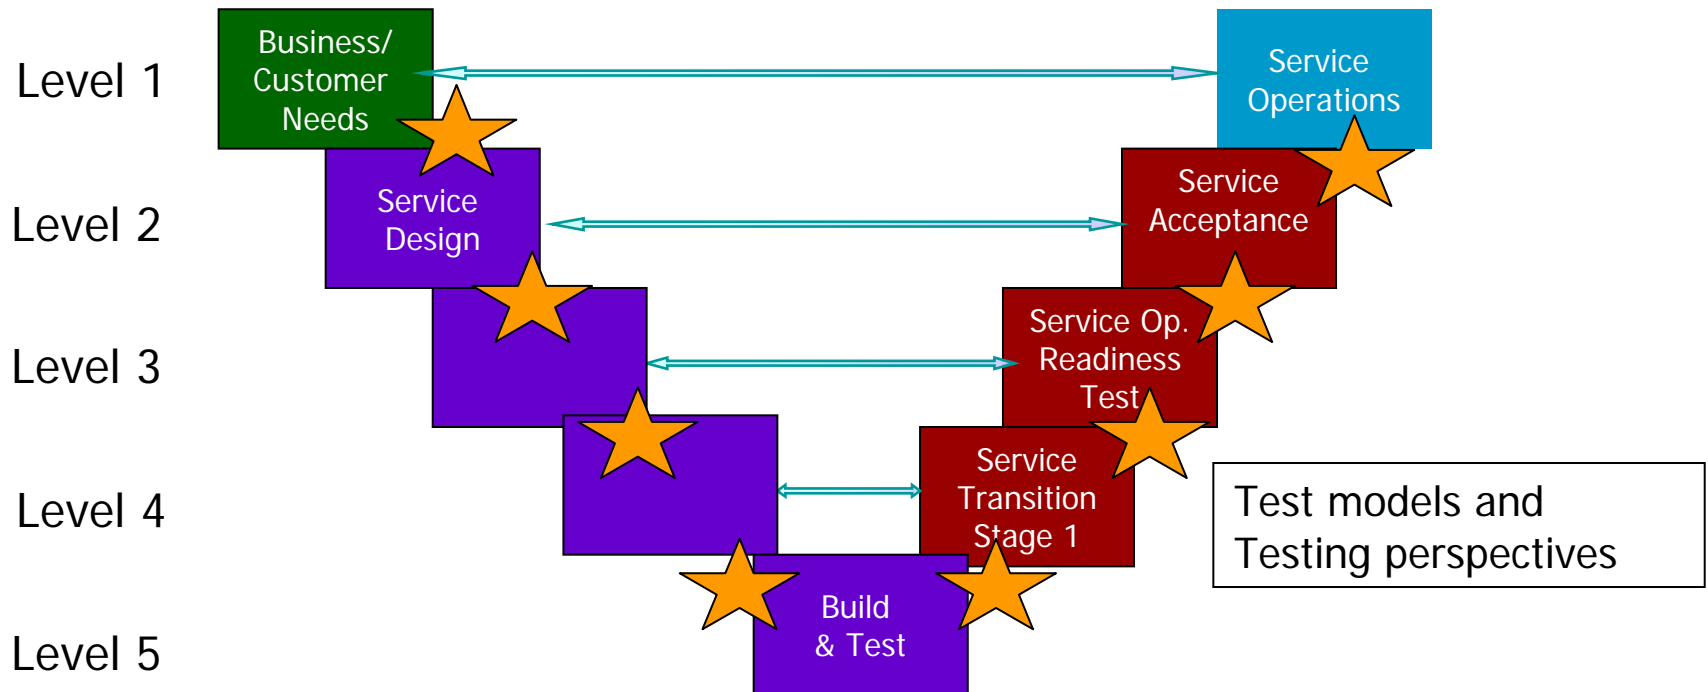 Level 1
Business/
Customer
Needs
Service
Operations
Level 2
Service
Design
Service
Acceptance
Level 3
Service Op.
Readiness
Test
Level 4
Service
Transition
Stage 1
Test models and
Testing perspectives
Level 5
Build
& Test